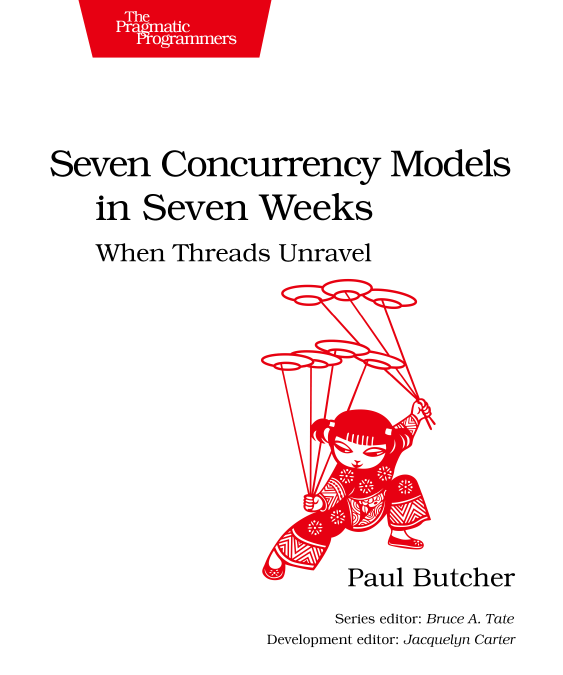 The
Pragmatic
Programmers
Seven Concurrency Models
in Seven Weeks
When Threads Unravel
Paul Butcher
Series editor: Bruce A. Tate
Development editor: Jacquelyn Carter